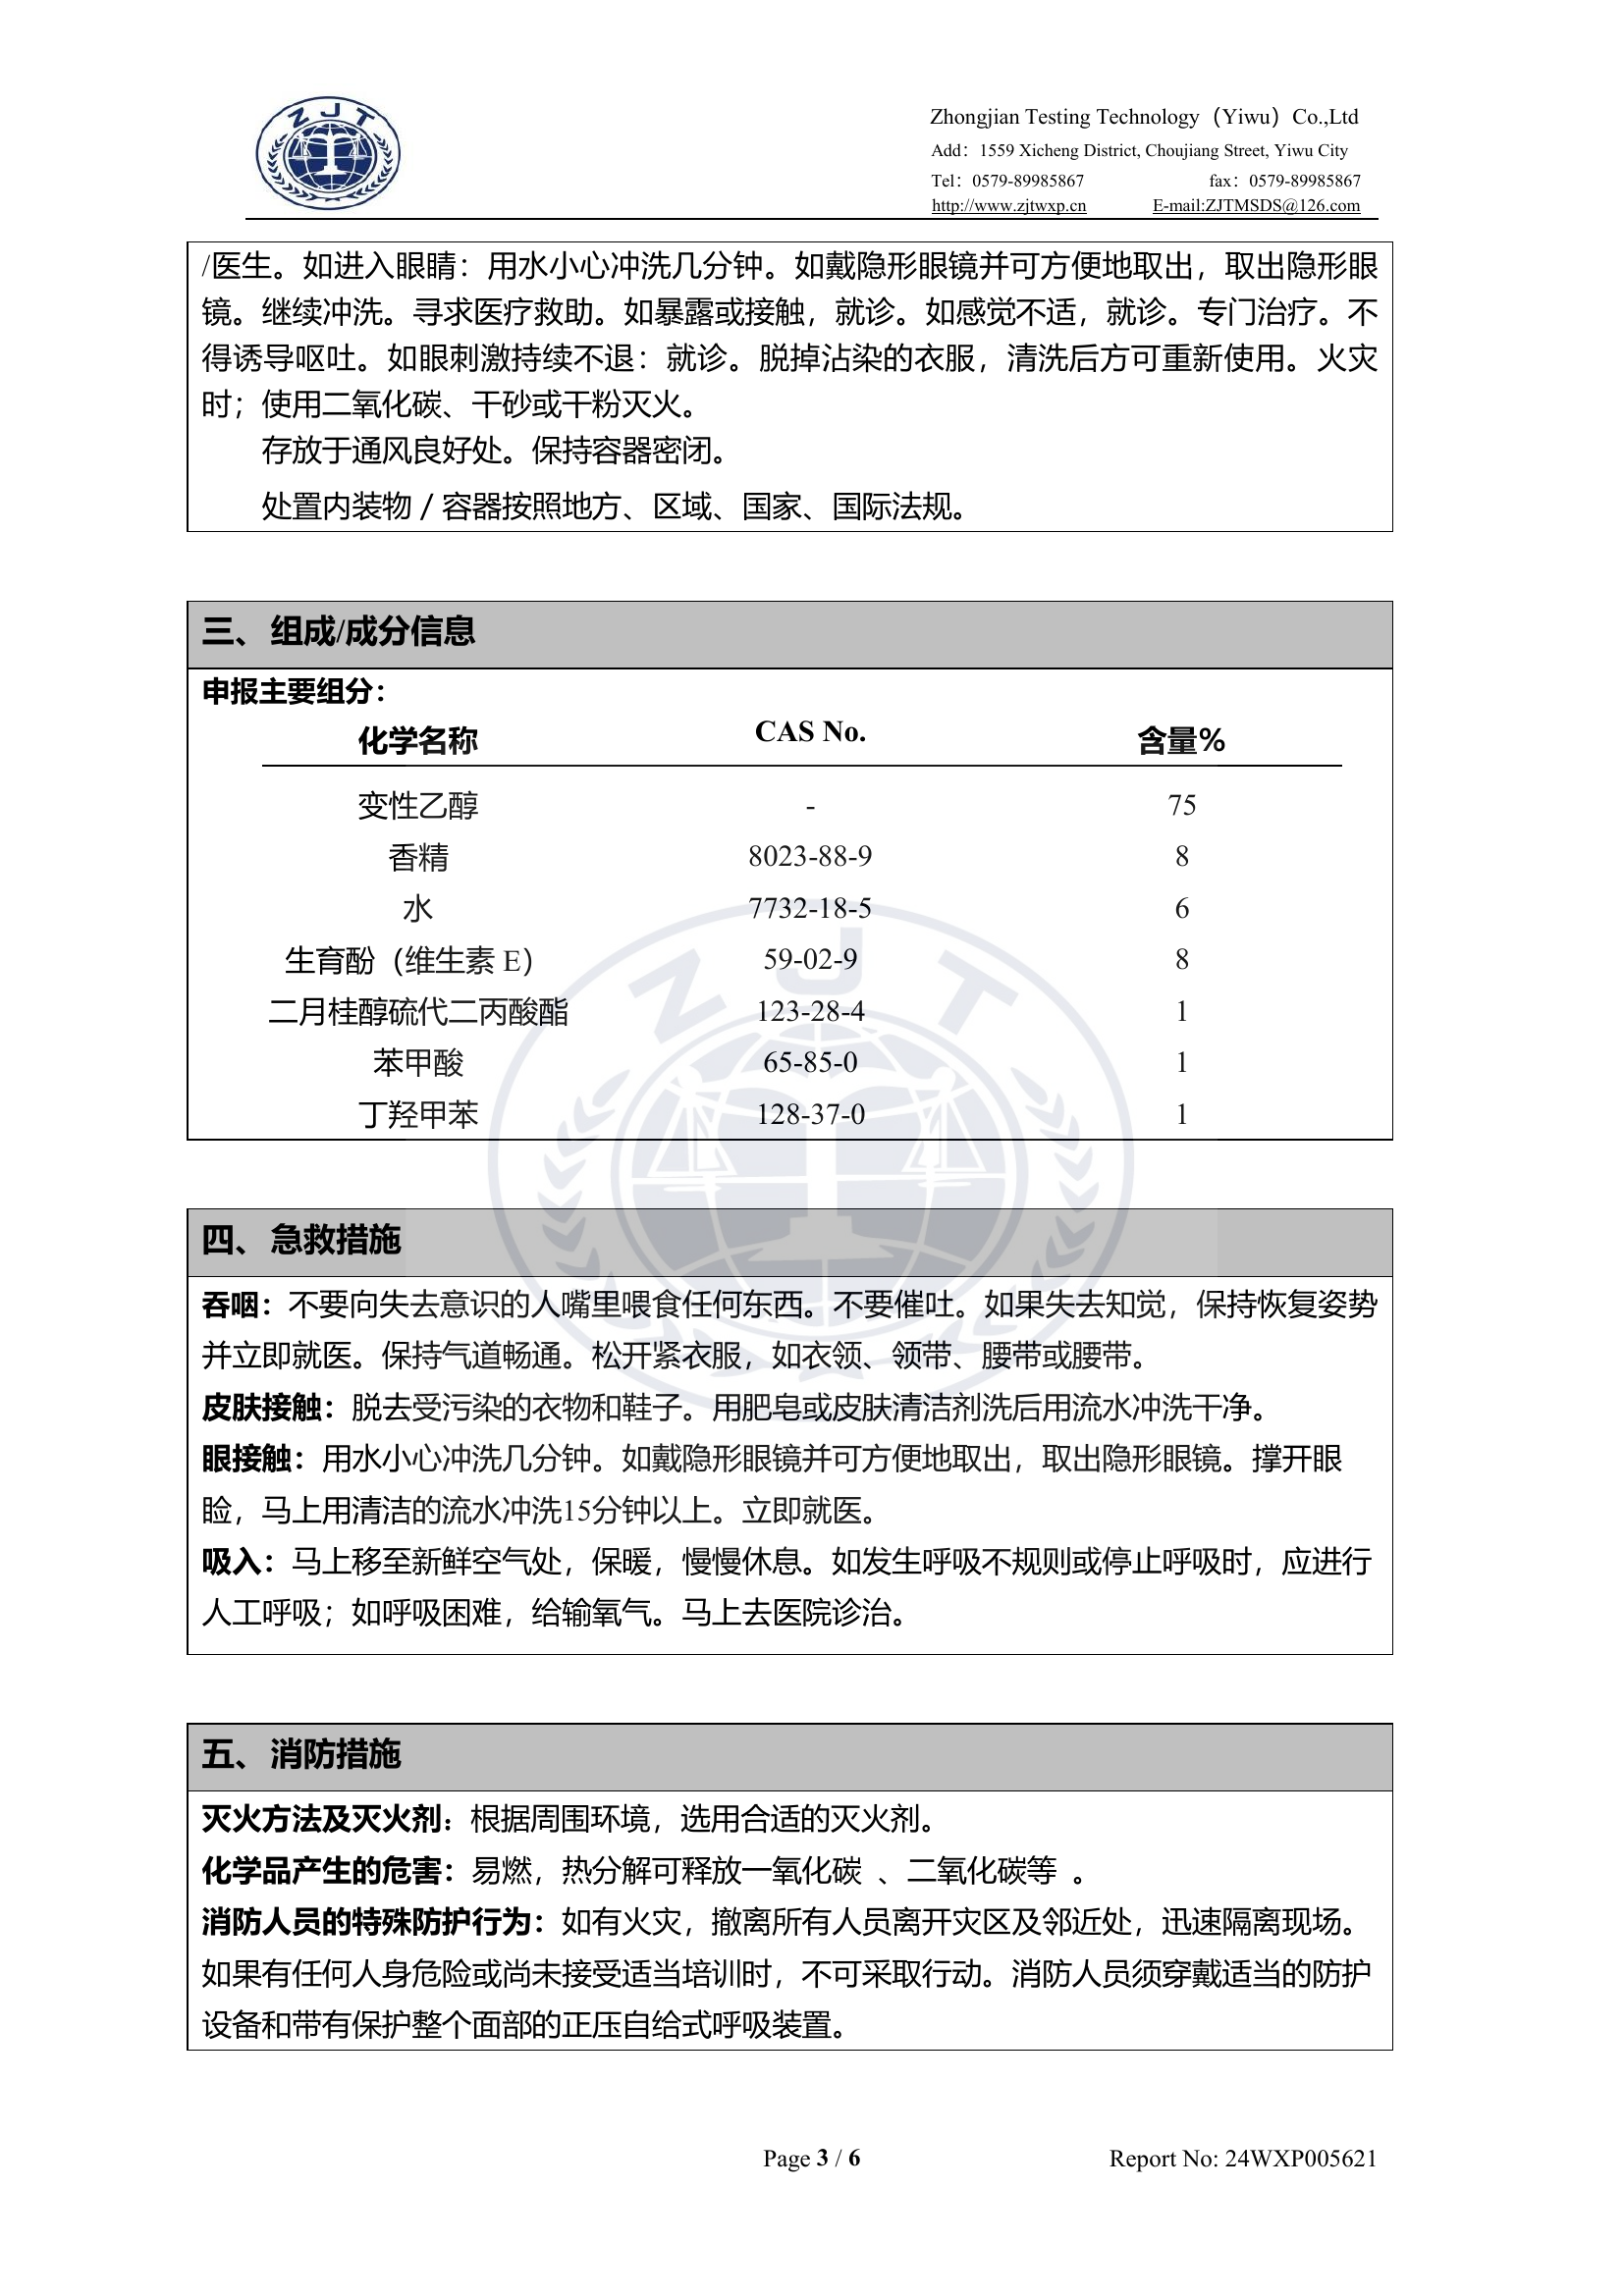 ZJT
Zhongjian Testing Technology（Yiwu）Co.,Ltd
Add：1559 Xicheng District, Choujiang Street, Yiwu City
Tel：0579-89985867 fax：0579-89985867
http://www.zjtwxp.cn E-mail:ZJTMSDS@126.com
/医生。如进入眼睛：用水小心冲洗几分钟。如戴隐形眼镜并可方便地取出，取出隐形眼
镜。继续冲洗。寻求医疗救助。如暴露或接触，就诊。如感觉不适，就诊。专门治疗。不
得诱导呕吐。如眼刺激持续不退：就诊。脱掉沾染的衣服，清洗后方可重新使用。火灾
时；使用二氧化碳、干砂或干粉灭火。
存放于通风良好处。保持容器密闭。
处置内装物 / 容器按照地方、区域、国家、国际法规。
三、 组成/成分信息
申报主要组分：
化学名称 CAS No. 含量%
变性乙醇 - 75
香精 8023-88-9 8
水 7732-18-5 6
生育酚（维生素 E） 59-02-9 8
二月桂醇硫代二丙酸酯 123-28-4 1
苯甲酸 65-85-0 1
丁羟甲苯 128-37-0 1
ZJT
四、 急救措施
吞咽：不要向失去意识的人嘴里喂食任何东西。不要催吐。如果失去知觉，保持恢复姿势
并立即就医。保持气道畅通。松开紧衣服，如衣领、领带、腰带或腰带。
皮肤接触：脱去受污染的衣物和鞋子。用肥皂或皮肤清洁剂洗后用流水冲洗干净。
眼接触：用水小心冲洗几分钟。如戴隐形眼镜并可方便地取出，取出隐形眼镜。撑开眼
睑，马上用清洁的流水冲洗15分钟以上。立即就医。
吸入：马上移至新鲜空气处，保暖，慢慢休息。如发生呼吸不规则或停止呼吸时，应进行
人工呼吸；如呼吸困难，给输氧气。马上去医院诊治。
五、 消防措施
灭火方法及灭火剂：根据周围环境，选用合适的灭火剂。
化学品产生的危害：易燃，热分解可释放一氧化碳 、二氧化碳等 。
消防人员的特殊防护行为：如有火灾，撤离所有人员离开灾区及邻近处，迅速隔离现场。
如果有任何人身危险或尚未接受适当培训时，不可采取行动。消防人员须穿戴适当的防护
设备和带有保护整个面部的正压自给式呼吸装置。
Page 3 / 6 Report No: 24WXP005621